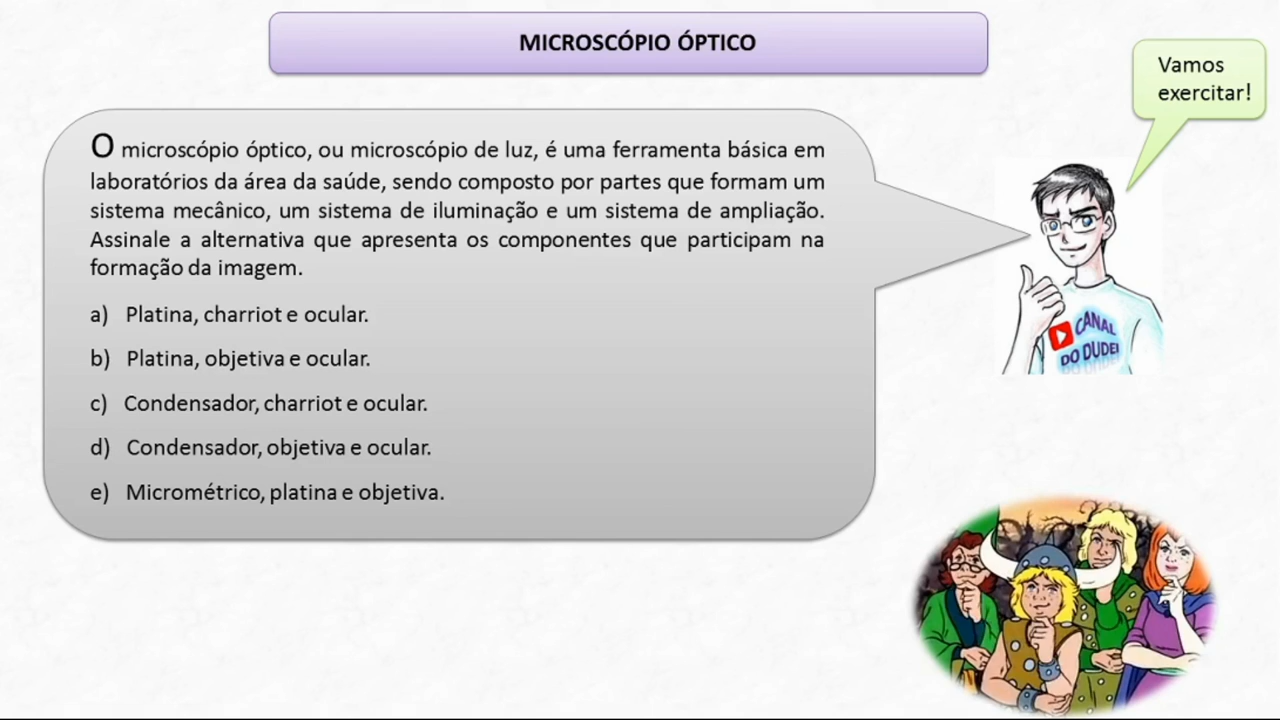 MICROSCÓPIO ÓPTICO
Vamos
exercitar!
O microscópio óptico, ou microscópio de luz, é uma ferramenta básica em
laboratórios da área da saúde, sendo composto por partes que formam um
sistema mecânico, um sistema de iluminação e um sistema de ampliação.
Assinale a alternativa que apresenta os componentes que participam na
formação da imagem.
a) Platina, charriot e ocular.
b) Platina, objetiva e ocular.
c) Condensador, charriot e ocular.
d) Condensador, objetiva e ocular.
e) Micrométrico, platina e objetiva.
CANAL
DO DUDEI